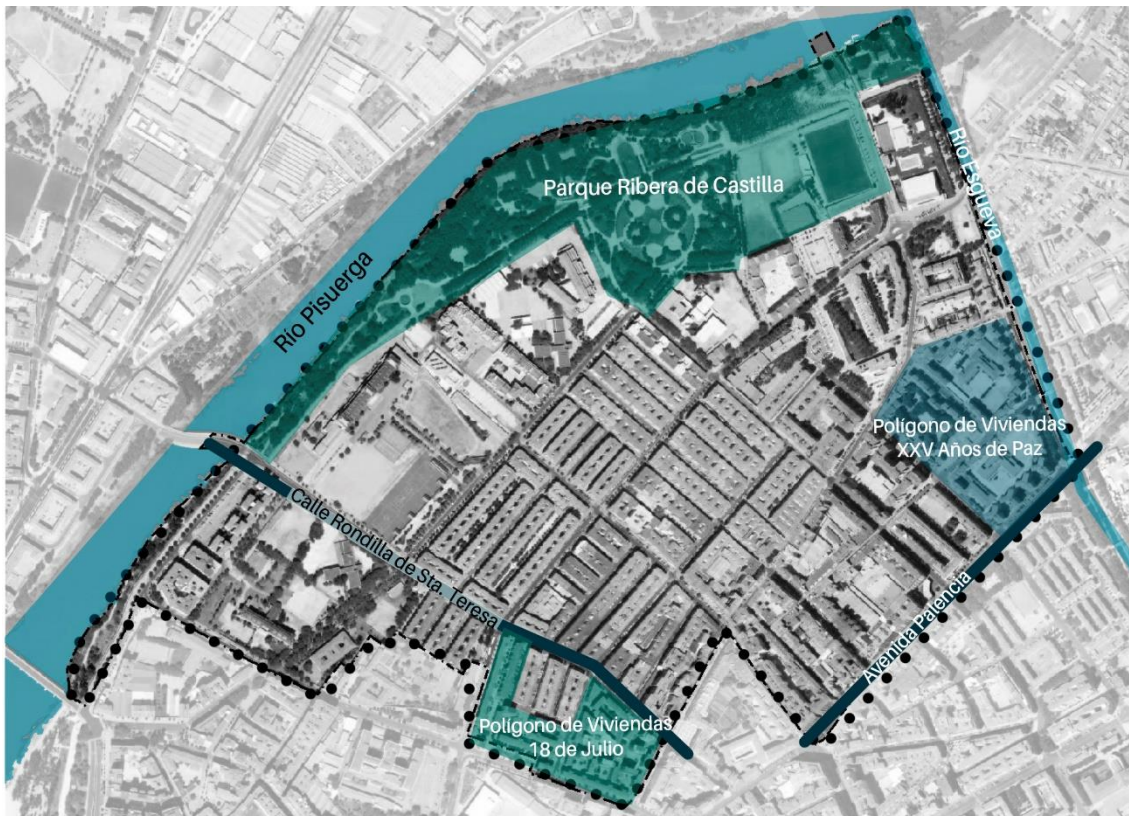 Parque Ribera de Castilla
Río Esgueva
Río Pisuerga
Polígono de Viviendas
XXV Años de Paz
Calle Rondilla de Sta. Teresa
Avenida Palencia
Polígono de Viviendas
18 de Julio